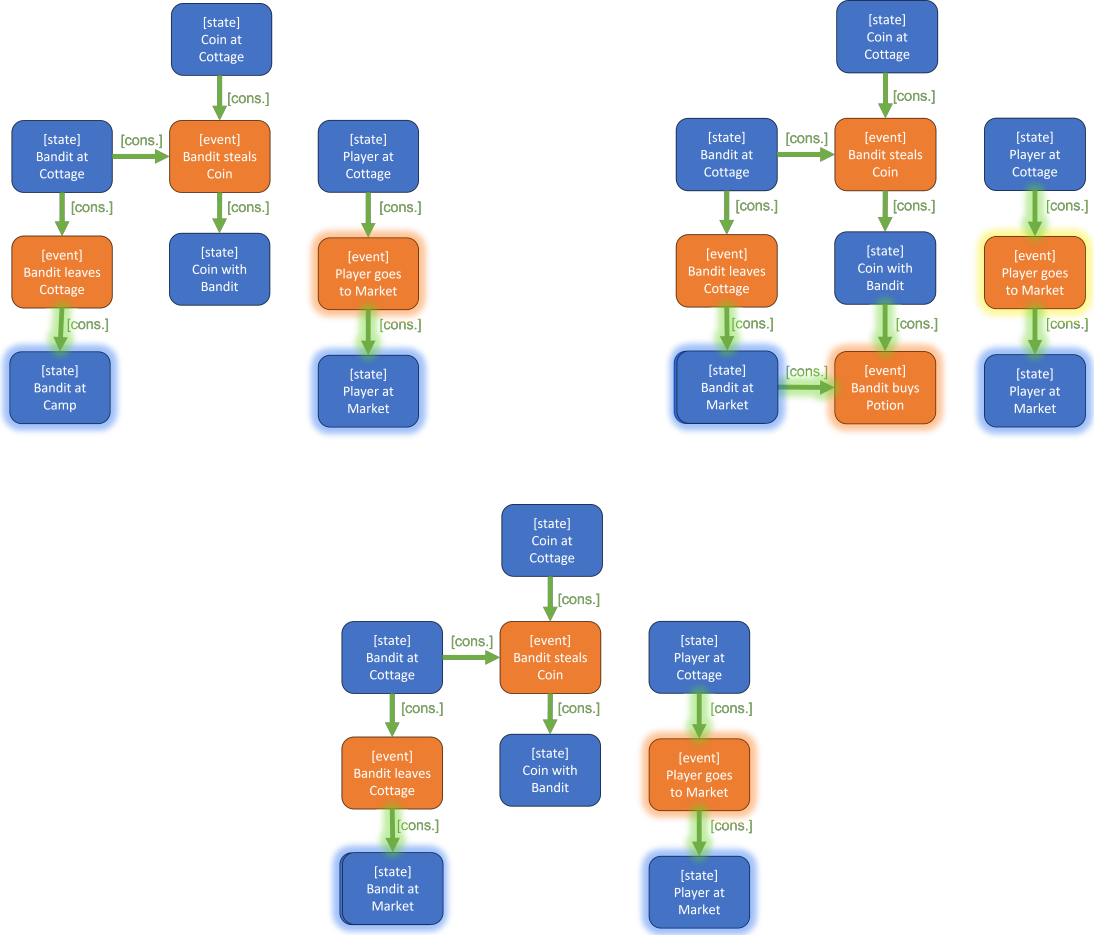 [state]
Coin at
Cottage
[cons.]
[state]
Bandit at
Cottage
[cons.]
[event]
Bandit steals
Coin
[state]
Player at
Cottage
[cons.]
[cons.]
[cons.]
[event]
Bandit leaves
Cottage
[state]
Coin with
Bandit
[event]
Player goes
to Market
[cons.]
[cons.]
[state]
Bandit at
Camp
[state]
Player at
Market
[state]
Coin at
Cottage
[cons.]
[state]
Bandit at
Cottage
[cons.]
[event]
Bandit steals
Coin
[state]
Player at
Cottage
[cons.]
[cons.]
[cons.]
[event]
Bandit leaves
Cottage
[state]
Coin with
Bandit
[event]
Player goes
to Market
[cons.]
[cons.]
[cons.]
[state]
Bandit at
Market
[cons.]
[event]
Bandit buys
Potion
[state]
Player at
Market
[state]
Coin at
Cottage
[cons.]
[state]
Bandit at
Cottage
[cons.]
[event]
Bandit steals
Coin
[state]
Player at
Cottage
[cons.]
[cons.]
[cons.]
[event]
Bandit leaves
Cottage
[state]
Coin with
Bandit
[event]
Player goes
to Market
[cons.]
[cons.]
[state]
Bandit at
Market
[state]
Player at
Market